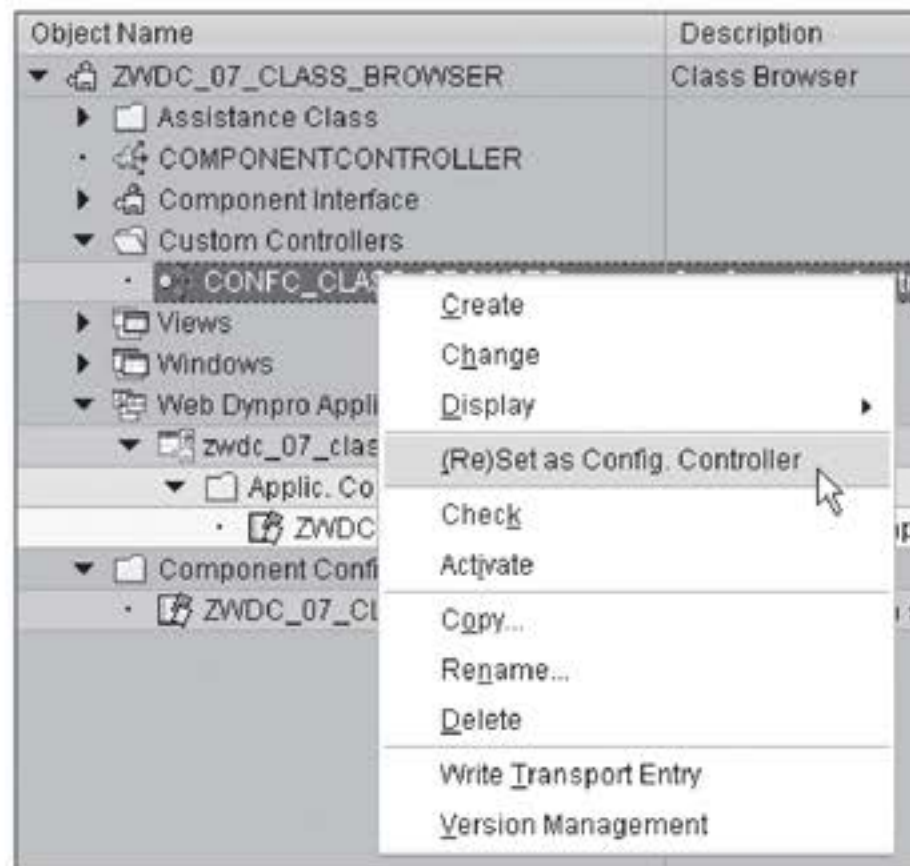 Object Name Description
ZWDC_07_CLASS_BROWSER Class Browser
Assistance Class
COMPONENTCONTROLLER
Component Interface
Custom Controllers
CONFC_CLAS
Views
Windows
Web Dynpro Appli
zwdc_07_clas
Applic. Co
ZWDC
Component Confi
ZWDC_07_CL
Create
Change
Display
(Re)Set as Config. Controller
Check
Activate
Copy...
Rename...
Delete
Write Transport Entry
Version Management